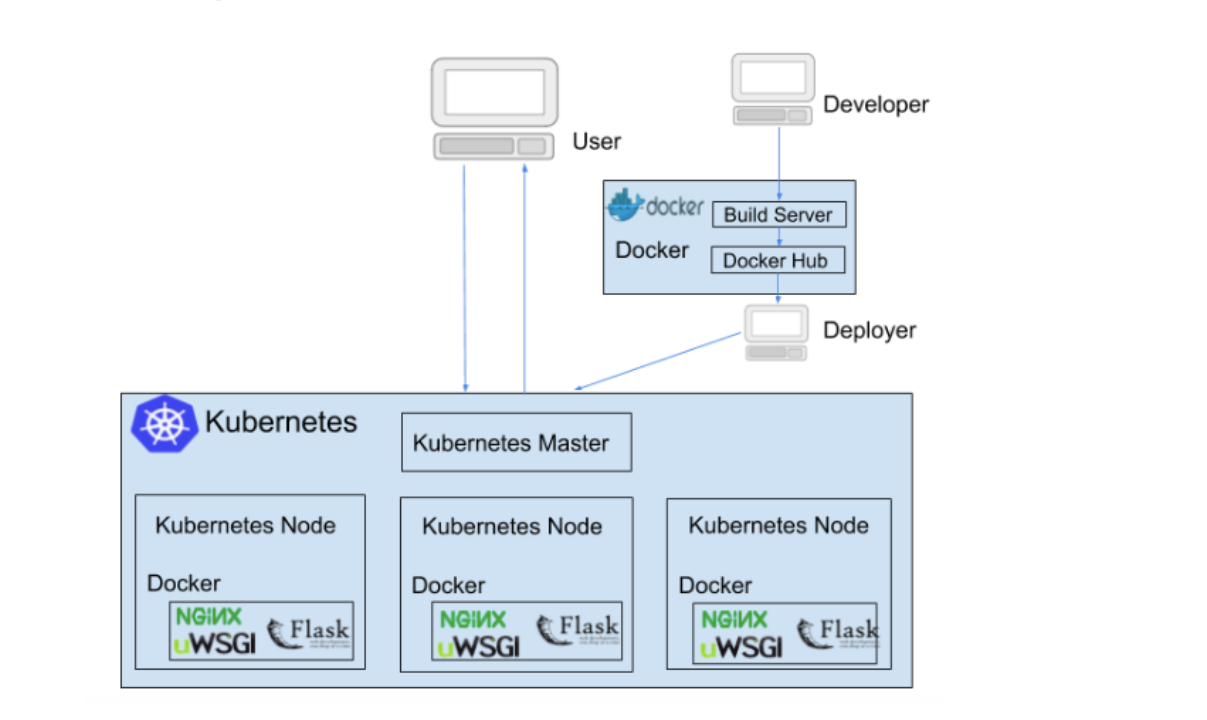 Developer
User
docker
Build Server
Docker
Docker Hub
Deployer
Kubernetes
Kubernetes Master
Kubernetes Node
Docker
NGiNX
uWSGI
Flask
Kubernetes Node
Docker
NGiNX
uWSGI
Flask
Kubernetes Node
Docker
NGiNX
uWSGI
Flask